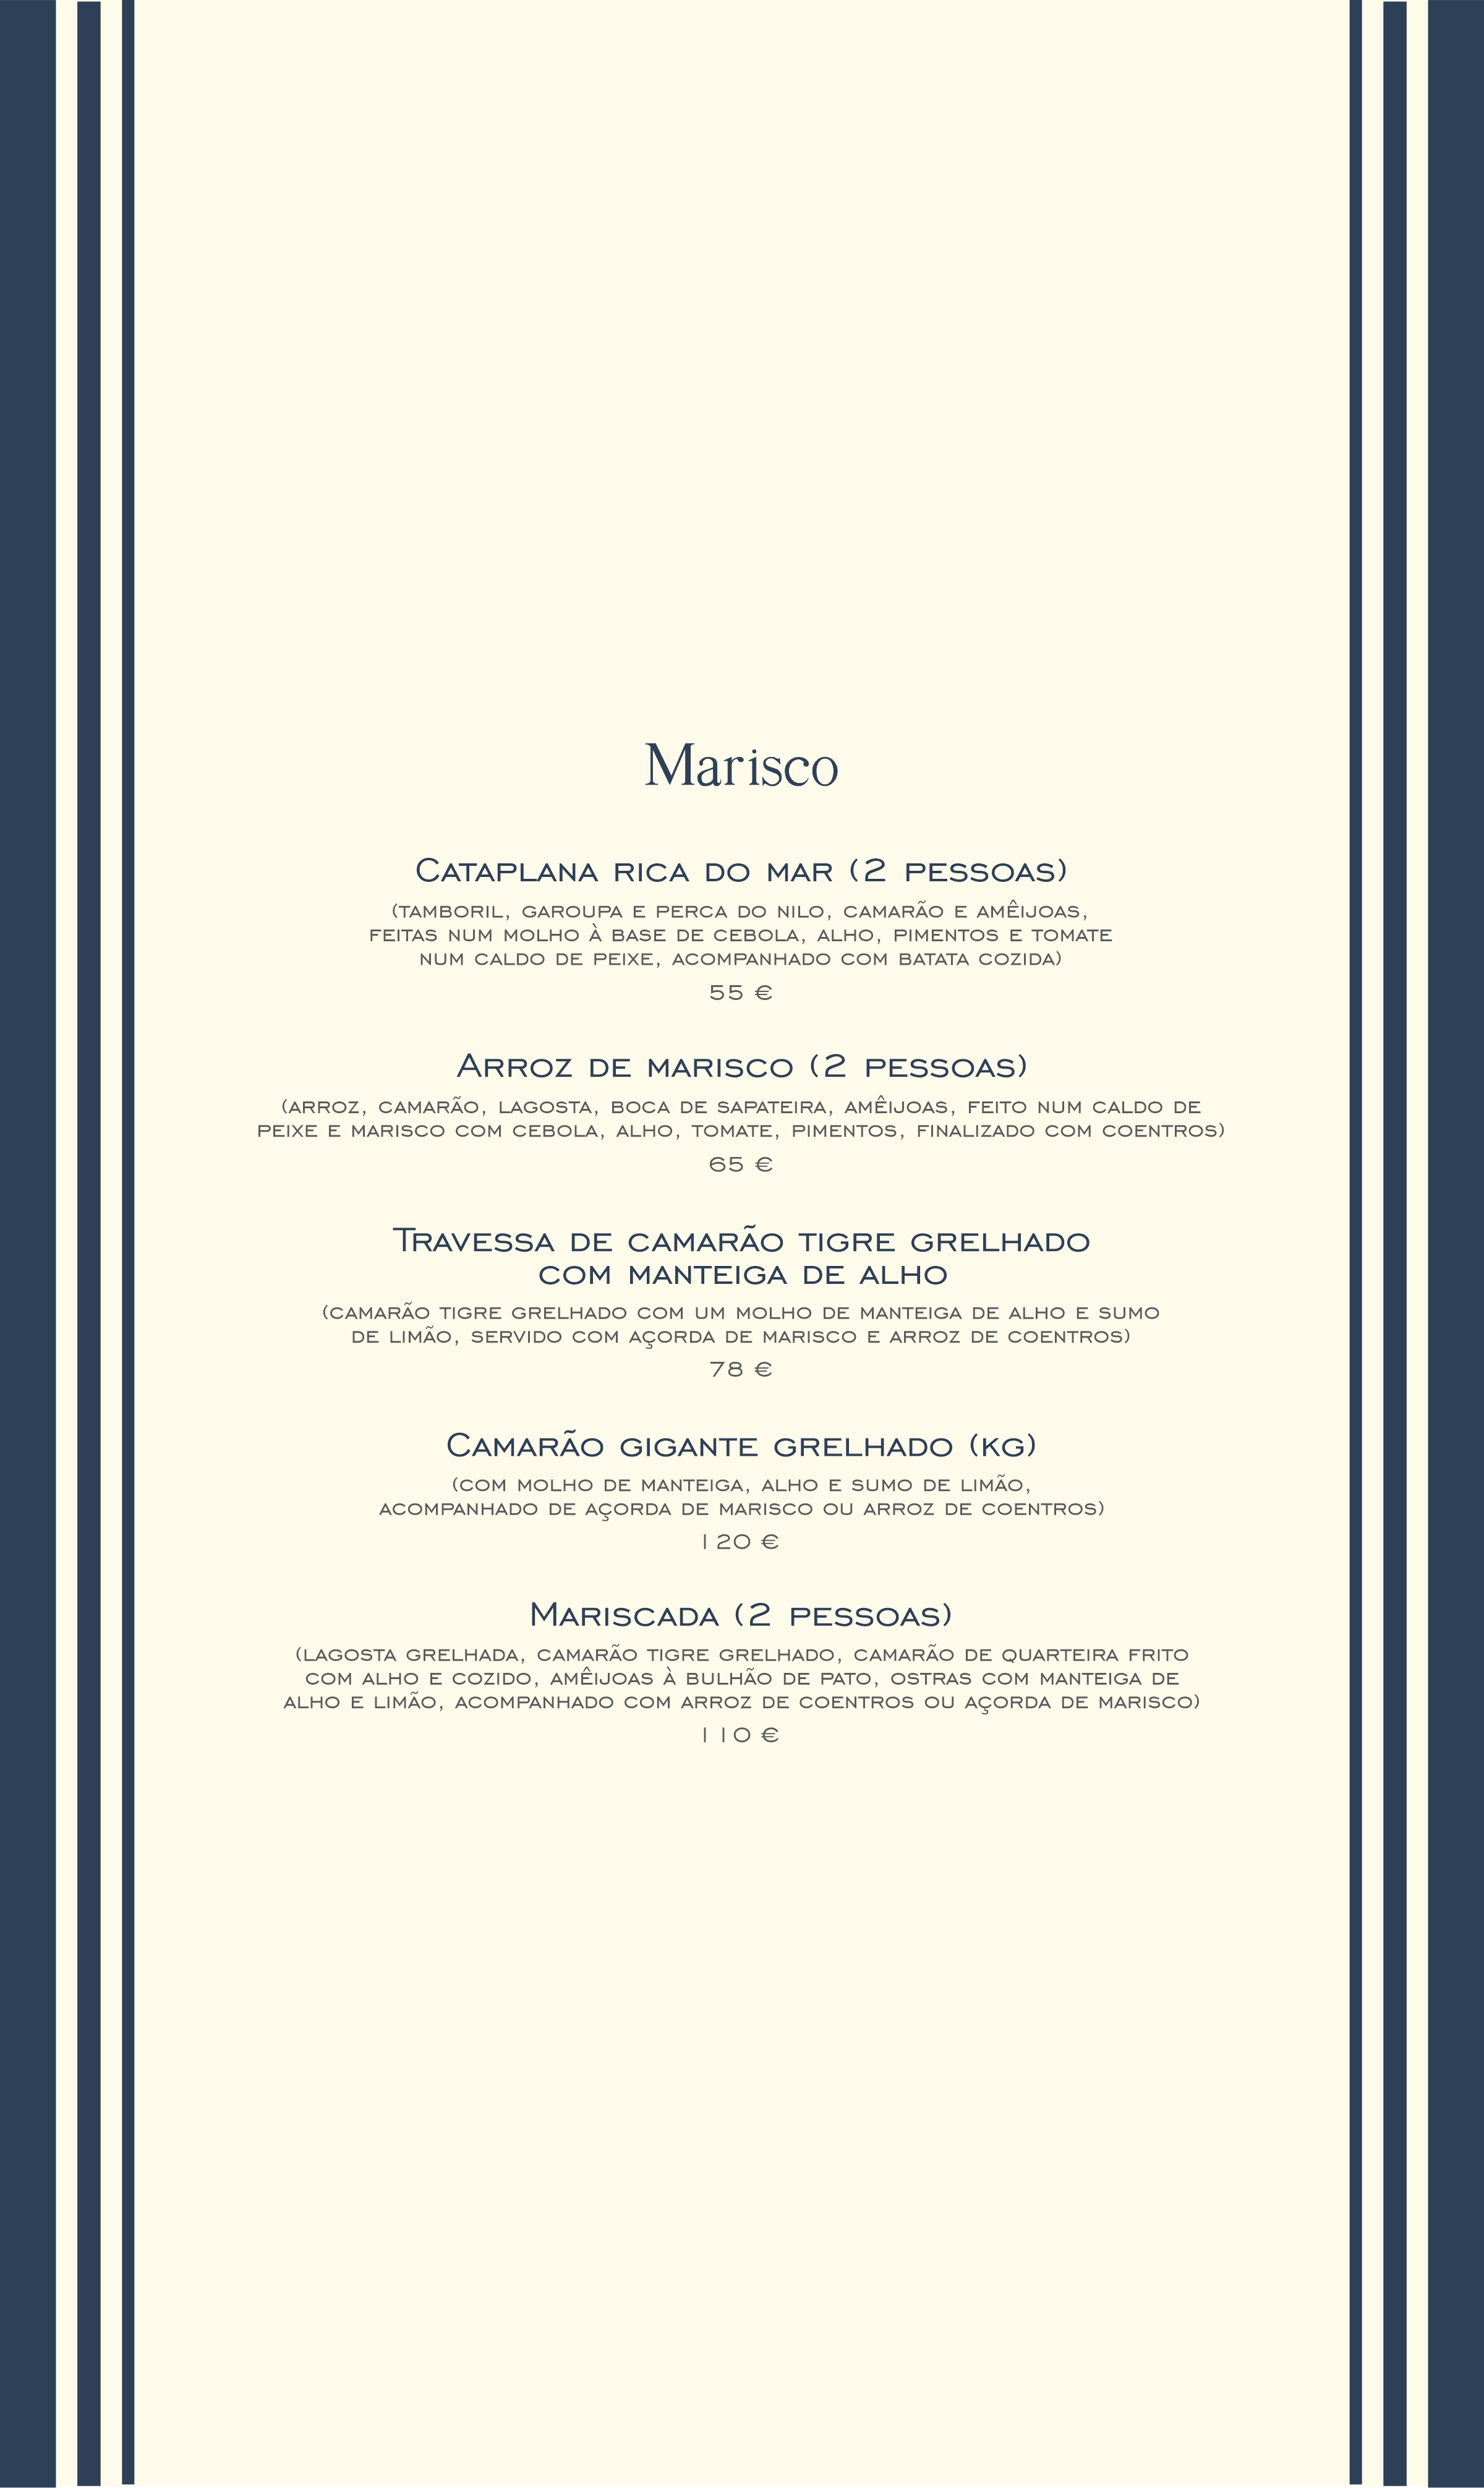 Marisco
Cataplana rica do mar (2 pessoas)
(tamboril, garoupa e perca do nilo, camarão e amêijoas,
feitas num molho à base de cebola, alho, pimentos e tomate
num caldo de peixe, acompanhado com batata cozida)
55 €
Arroz de marisco (2 pessoas)
(arroz, camarão, lagosta, boca de sapateira, amêijoas, feito num caldo de
peixe e marisco com cebola, alho, tomate, pimentos, finalizado com coentros)
65 €
Travessa de camarão tigre grelhado
com manteiga de alho
(camarão tigre grelhado com um molho de manteiga de alho e sumo
de limão, servido com açorda de marisco e arroz de coentros)
78 €
Camarão gigante grelhado (kg)
(com molho de manteiga, alho e sumo de limão,
acompanhado de açorda de marisco ou arroz de coentros)
120 €
Mariscada (2 pessoas)
(lagosta grelhada, camarão tigre grelhado, camarão de quarteira frito
com alho e cozido, amêijoas à bulhão de pato, ostras com manteiga de
alho e limão, acompanhado com arroz de coentros ou açorda de marisco)
110 €